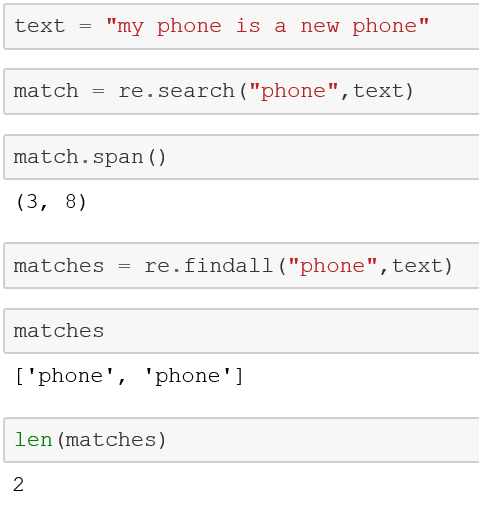 text = "my phone is a new phone"
match = re.search("phone",text)
match.span()
(3, 8)
matches = re.findall("phone",text)
matches
['phone', 'phone']
len(matches)
2